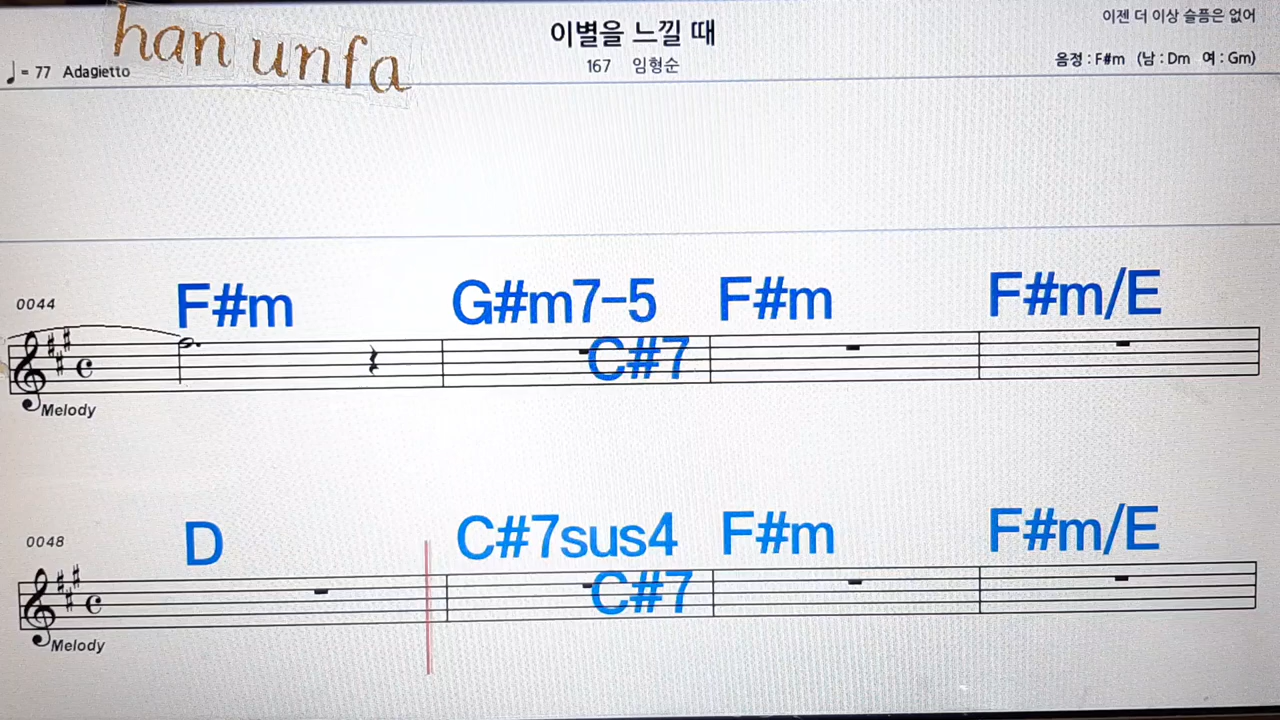 han unfa
이별을 느낄 때
이젠 더 이상 슬픔은 없어
♩= 77 Adagietto
167 임형순
음정 : F#m (남 : Dm 여 : Gm)
0044
F#m G#m7-5 F#m F#m/E
C#7
Melody
0048
D C#7sus4 F#m F#m/E
C#7
Melody